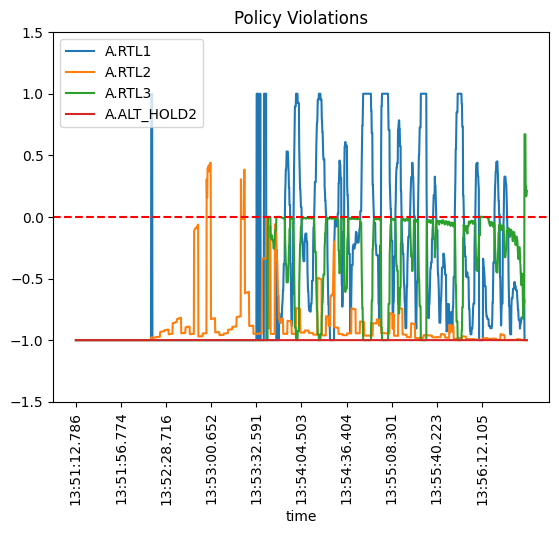 Policy Violations
A.RTL1
A.RTL2
A.RTL3
A.ALT_HOLD2
1.5
1.0
0.5
0.0
−0.5
−1.0
−1.5
13:51:12.786
13:51:56.774
13:52:28.716
13:53:00.652
13:53:32.591
13:54:04.503
13:54:36.404
13:55:08.301
13:55:40.223
13:56:12.105
time